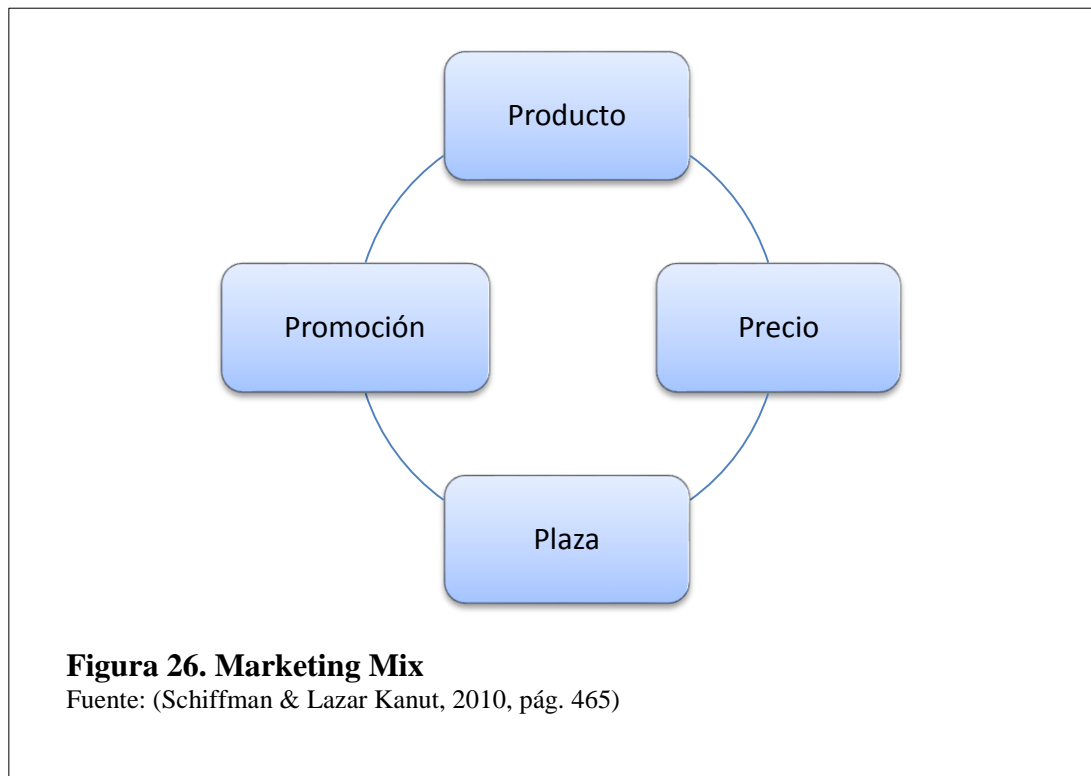 Producto
Promoción
Precio
Plaza
Figura 26. Marketing Mix
Fuente: (Schiffman & Lazar Kanut, 2010, pág. 465)